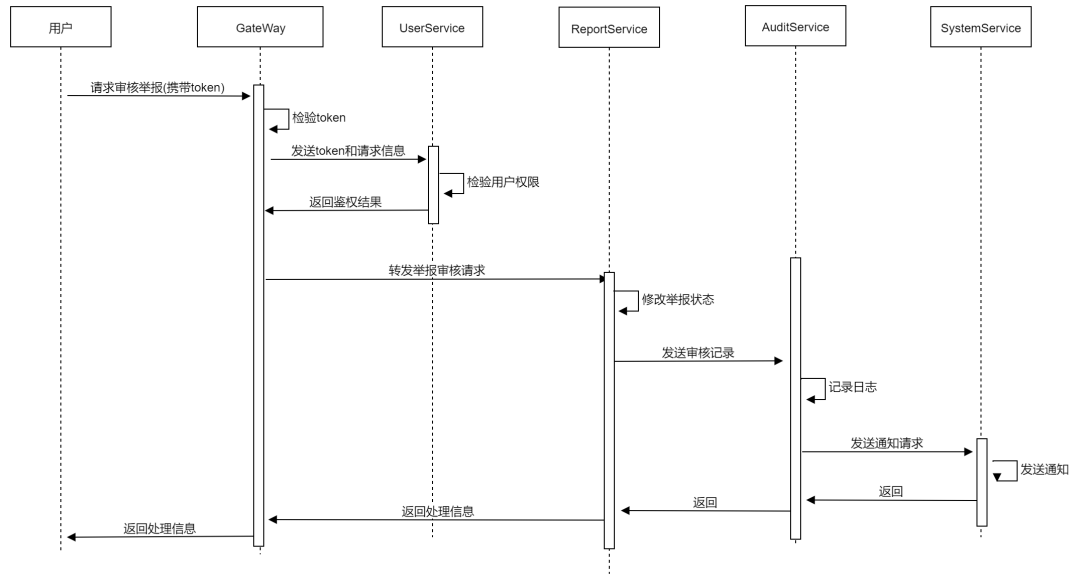 用户
GateWay
UserService
ReportService
AuditService
SystemService
请求审核举报(携带token)
检验token
发送token和请求信息
检验用户权限
返回鉴权结果
转发举报审核请求
修改举报状态
发送审核记录
记录日志
发送通知请求
发送通知
返回
返回
返回处理信息
返回处理信息